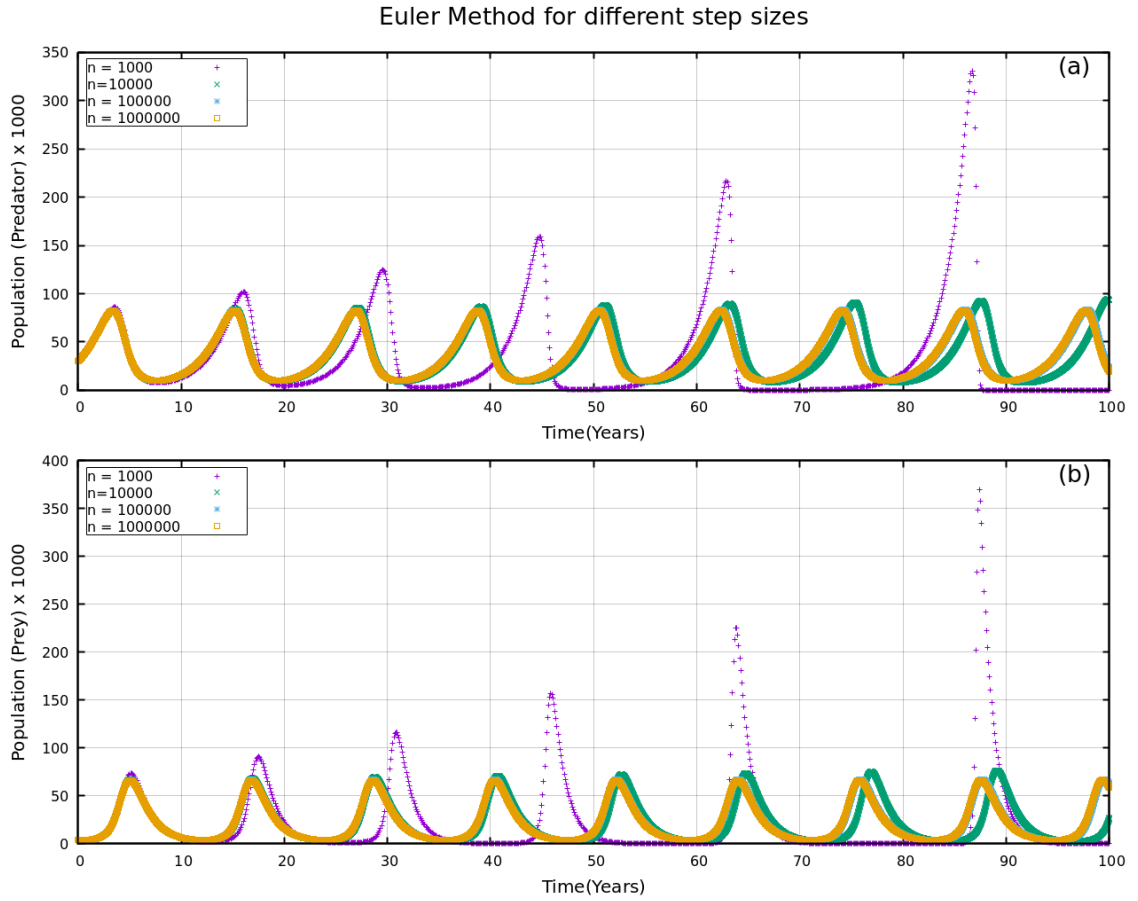 Euler Method for different step sizes
350
300
250
200
150
100
50
0
Population (Predator) x 1000
(a)
n = 1000
n=10000
n = 100000
n = 1000000
0 10 20 30 40 50 60 70 80 90 100
Time(Years)
400
350
300
250
200
150
100
50
0
Population (Prey) x 1000
(b)
n = 1000
n=10000
n = 100000
n = 1000000
0 10 20 30 40 50 60 70 80 90 100
Time(Years)